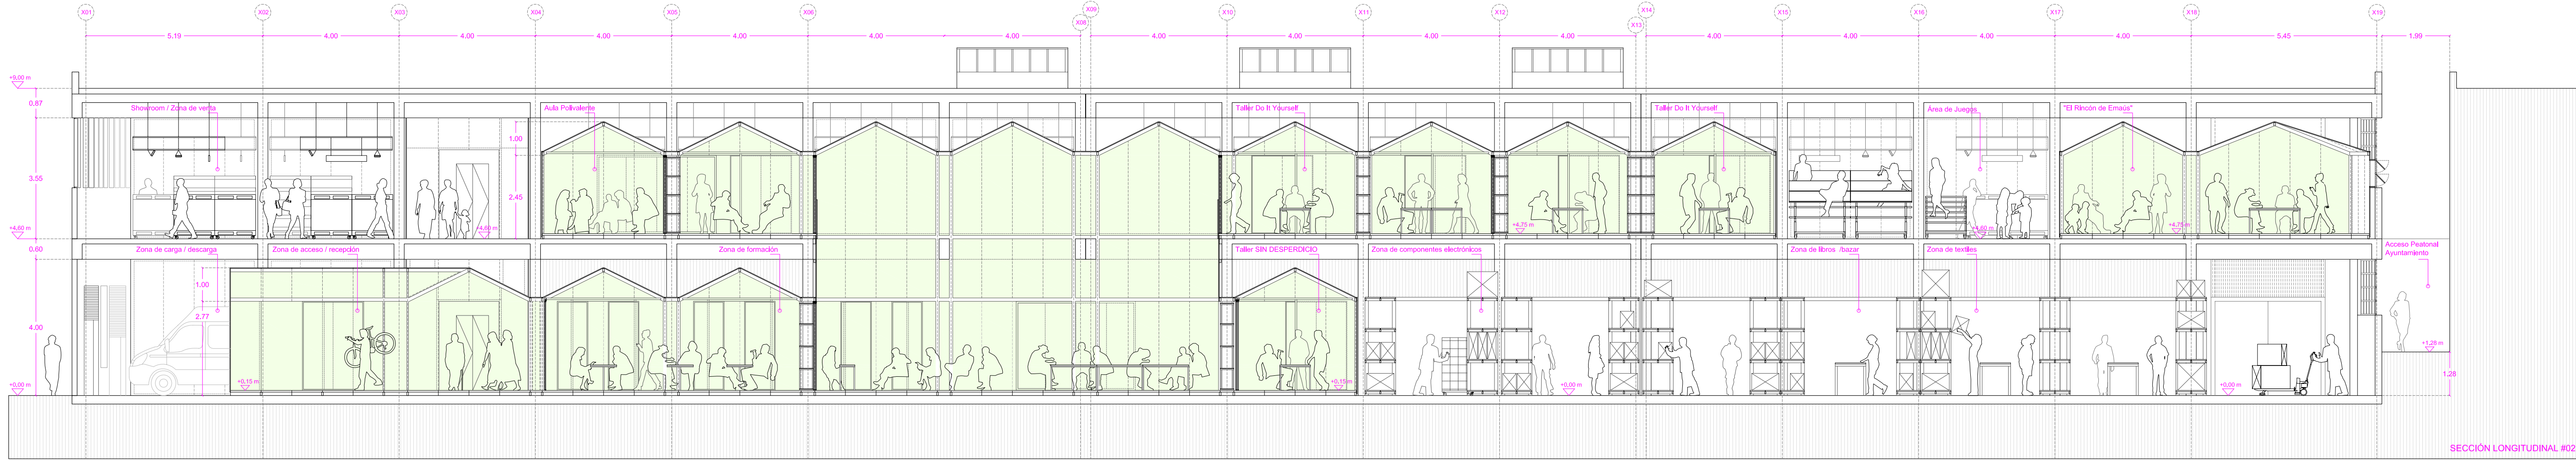 X01 X02 X03 X04 X05 X06 X08 X09 X10 X11 X12 X13 X14 X15 X16 X17 X18 X19
5.19 4.00 4.00 4.00 4.00 4.00 4.00 4.00 4.00 4.00 4.00 4.00 4.00 4.00 4.00 5.45 1.99
+9,00 m
0.87
Showroom / Zona de venta
Aula Polivalente
Taller Do It Yourself
Taller Do It Yourself
Área de Juegos
"El Rincón de Emaús"
1.00
3.55
2.45
+4,60 m
+4,60 m
+4,75 m
+4,60 m
+4,75 m
0.60
Zona de carga / descarga
Zona de acceso / recepción
Zona de formación
Taller SIN DESPERDICIO
Zona de componentes electrónicos
Zona de libros /bazar
Zona de textiles
Acceso Peatonal
Ayuntamiento
1.00
2.77
4.00
+1,28 m
+0,00 m
+0,15 m
+0,15 m
+0,00 m
+0,00 m
1.28
SECCIÓN LONGITUDINAL #02